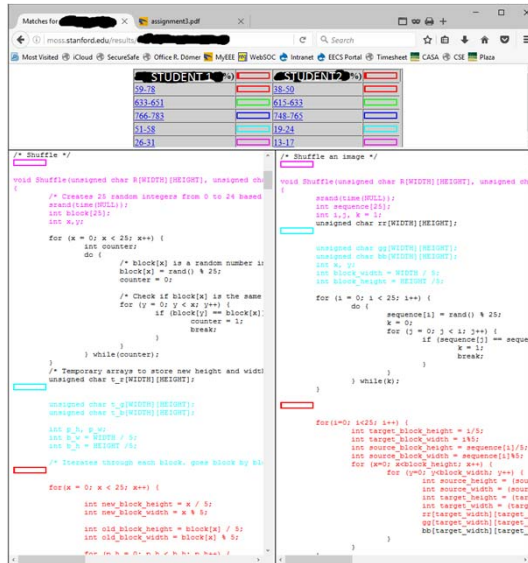 Matches for
assignment3.pdf
moss.stanford.edu/results/
Search
Most Visited iCloud SecureSafe Office R. Dömer MyEEE WebSOC Intranet EECS Portal Timesheet CASA CSE Plaza
STUDENT 1 %) STUDENT2 %)
59-78 38-50
633-651 615-633
766-783 748-765
51-58 19-24
26-31 13-17
/* Shuffle */
void Shuffle(unsigned char R[WIDTH][HEIGHT], unsigned ch
{
/* Creates 25 random integers from 0 to 24 based
srand(time(NULL));
int block[25];
int x,y;
for (x = 0; x < 25; x++) {
int counter;
do {
/* block[x] is a random number i
block[x] = rand() % 25;
counter = 0;
/* Check if block[x] is the same
for (y = 0; y < x; y++) {
if (block[y] == block[x]
counter = 1;
break;
}
}
} while(counter);
}
/* Temporary arrays to store new height and widt
unsigned char t_r[WIDTH][HEIGHT];
unsigned char t_g[WIDTH][HEIGHT];
unsigned char t_b[WIDTH][HEIGHT];
int p_h, p_w;
int b_w = WIDTH / 5;
int b_h = HEIGHT /5;
/* Iterates through each block, goes block by bl
for(x = 0; x < 25; x++) {
int new_block_height = x / 5;
int new_block_width = x % 5;
int old_block_height = block[x] / 5;
int old_block_width = block[x] % 5;
for (p_h = 0; p_h < b_h; p_h++) {
/* Shuffle an image */
void Shuffle(unsigned char R[WIDTH][HEIGHT], unsigned ch
{
srand(time(NULL));
int sequence[25];
int i,j, k = 1;
unsigned char rr[WIDTH][HEIGHT];
unsigned char gg[WIDTH][HEIGHT];
unsigned char bb[WIDTH][HEIGHT];
int x, y;
int block_width = WIDTH / 5;
int block_height = HEIGHT /5;
for (i = 0; i < 25; i++) {
do {
sequence[i] = rand() % 25;
k = 0;
for (j = 0; j < i; j++) {
if (sequence[j] == seque
k = 1;
break;
}
}
} while(k);
}
for(i=0; i<25; i++) {
int target_block_height = i/5;
int target_block_width = i%5;
int source_block_height = sequence[i]/5;
int source_block_width = sequence[i]%5;
for (x=0; x<block_height; x++) {
for (y=0; y<block_width; y++) {
int source_height = (sou
int source_width = (sour
int target_height = (tar
int target_width = (targ
rr[target_width][target_
gg[target_width][target_
bb[target_width][target_
}
}